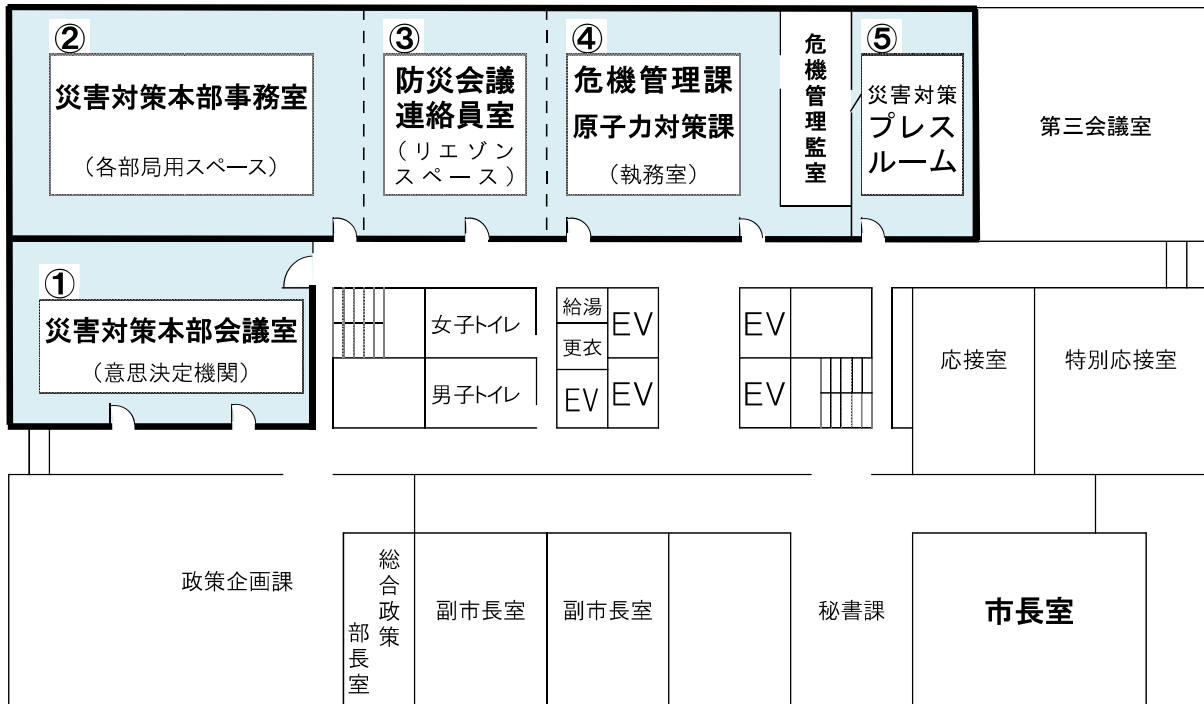 ②
災害対策本部事務室
（各部局用スペース）
③
防災会議
連絡員室
（リエゾン
スペース）
④
危機管理課
原子力対策課
（執務室）
危機管理監室
⑤
災害対策
プレス
ルーム
第三会議室
①
災害対策本部会議室
（意思決定機関）
女子トイレ
男子トイレ
給湯
更衣
EV
EV
EV
EV
EV
応接室
特別応接室
政策企画課
総合政策
部長室
副市長室
副市長室
秘書課
市長室